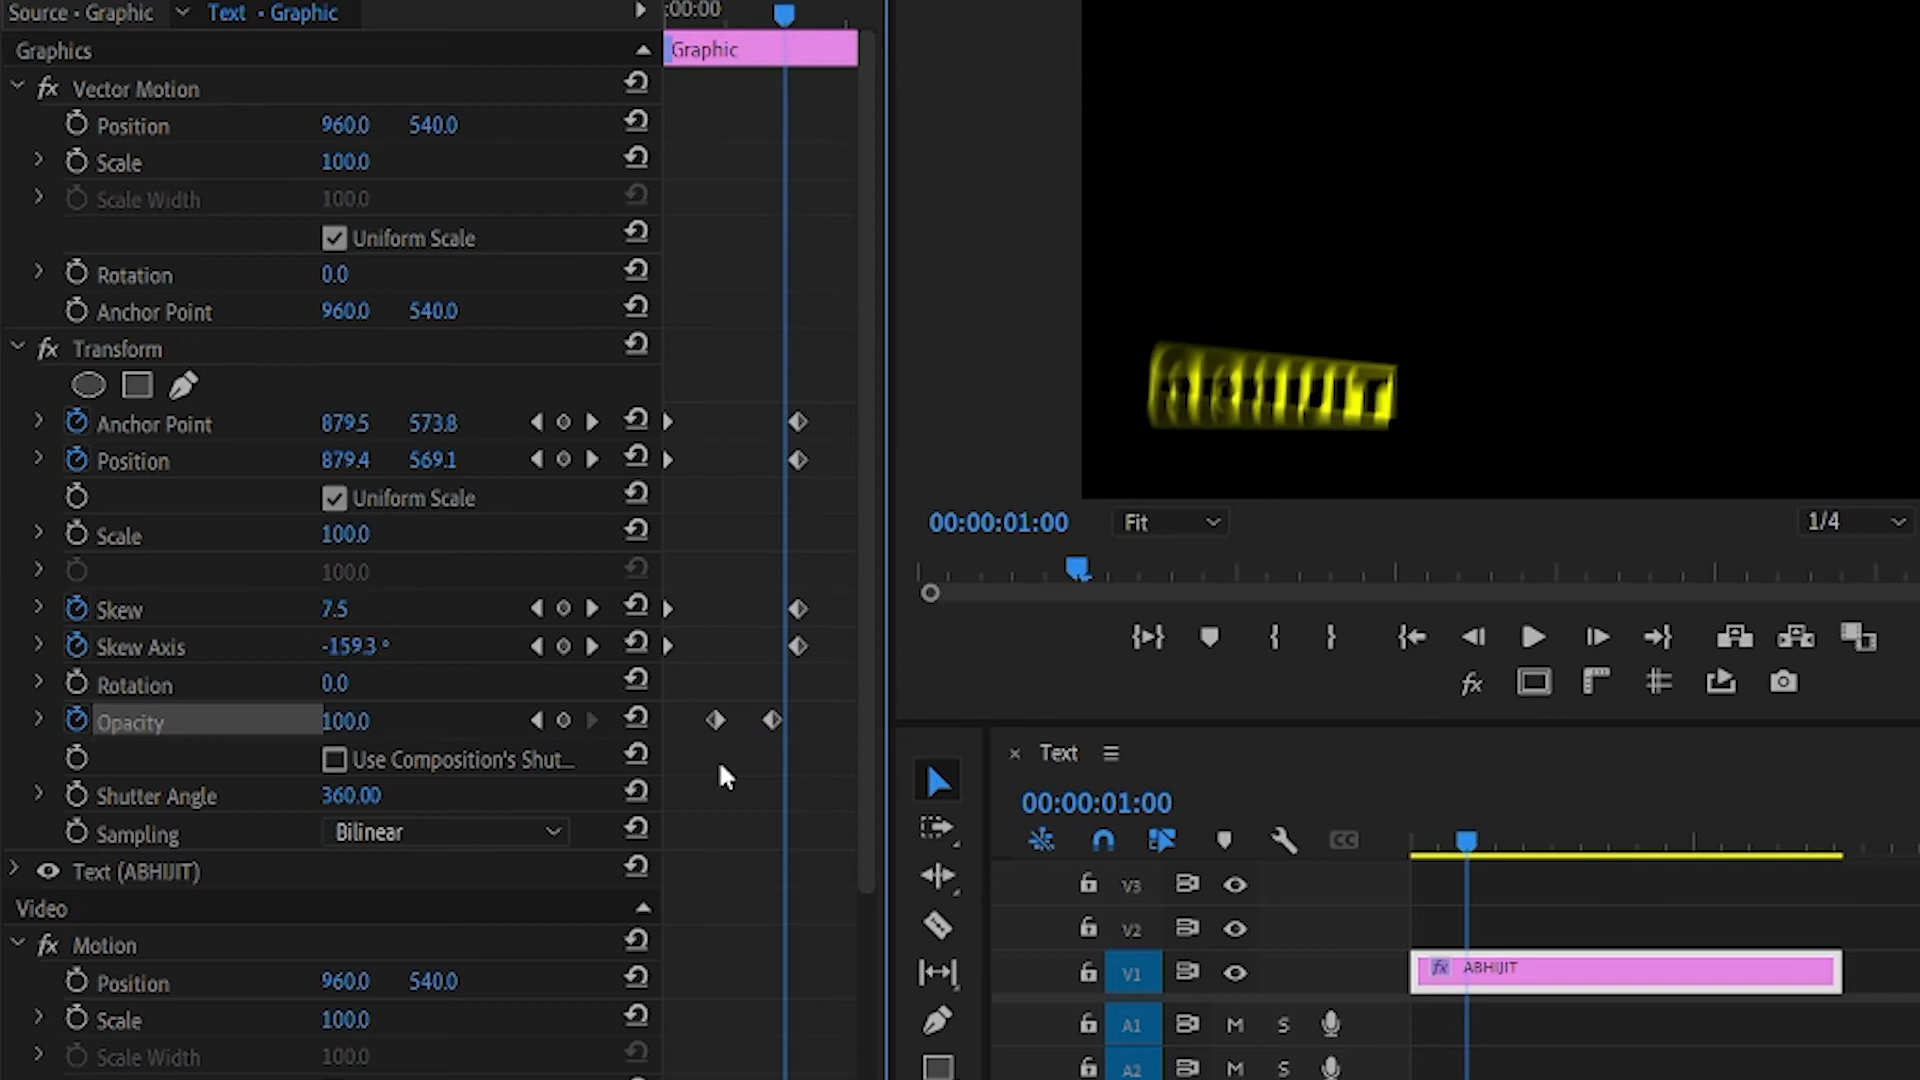 Source • Graphic
Text • Graphic
:00:00
Graphics
Graphic
fx Vector Motion
Position 960.0 540.0
Scale 100.0
Scale Width 100.0
Uniform Scale
Rotation 0.0
Anchor Point 960.0 540.0
fx Transform
Anchor Point 879.5 573.8
Position 879.4 569.1
Uniform Scale
Scale 100.0
100.0
Skew 7.5
Skew Axis -159.3 °
Rotation 0.0
Opacity 100.0
Use Composition's Shut...
Shutter Angle 360.00
Sampling Bilinear
Text (ABHIJIT)
Video
fx Motion
Position 960.0 540.0
Scale 100.0
Scale Width 100.0
00:00:01:00 Fit 1/4
fx
× Text
00:00:01:00
CC
V3
V2
V1 fx ABHIJIT
A1 M S
A2 M S